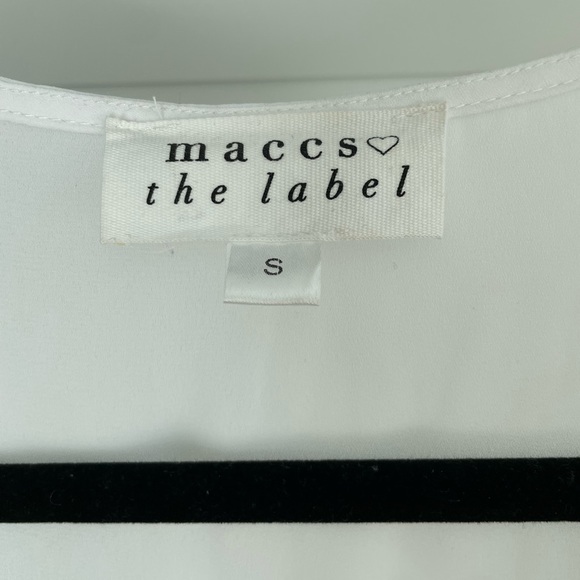 maccs♡
the label
S